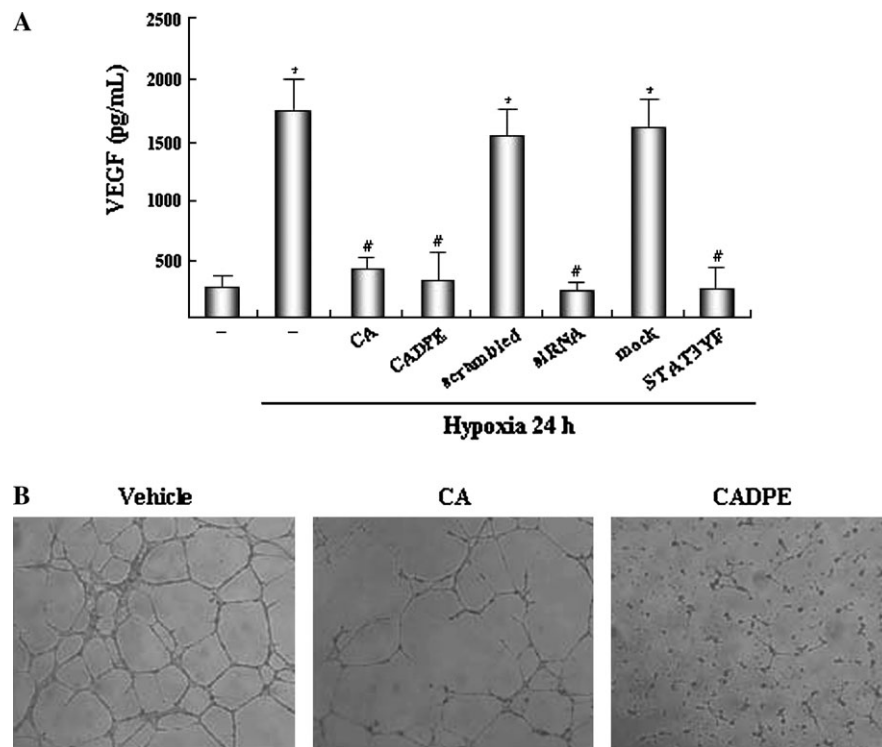 A
VEGF (pg/mL)
2500
2000
1500
1000
500
* * *
# # # #
– – CA CADPE scrambled siRNA mock STAT3YF
Hypoxia 24 h
B
Vehicle CA CADPE